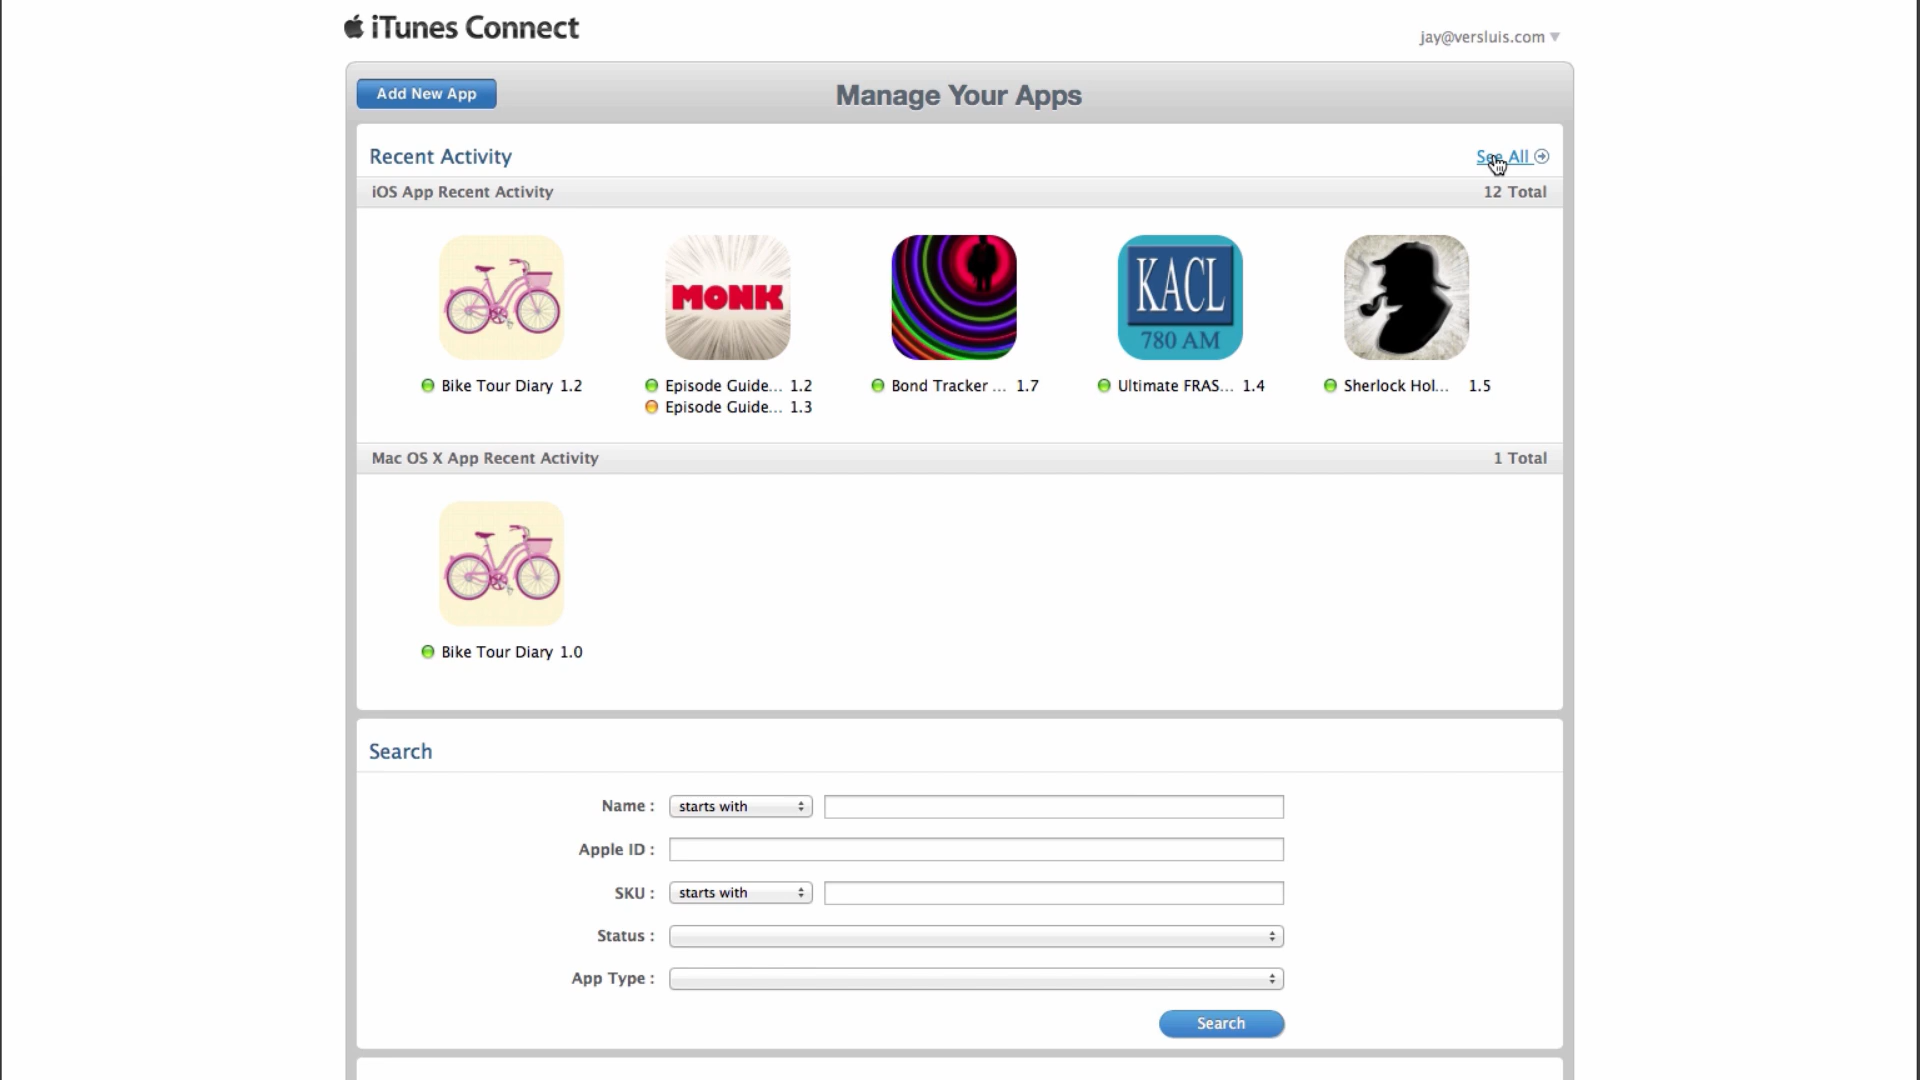 iTunes Connect
jay@versluis.com
Add New App
Manage Your Apps
Recent Activity
See All
iOS App Recent Activity
12 Total
MONK
KACL
780 AM
Bike Tour Diary 1.2
Episode Guide... 1.2
Episode Guide... 1.3
Bond Tracker ... 1.7
Ultimate FRAS... 1.4
Sherlock Hol... 1.5
Mac OS X App Recent Activity
1 Total
Bike Tour Diary 1.0
Search
Name : starts with
Apple ID :
SKU : starts with
Status :
App Type :
Search